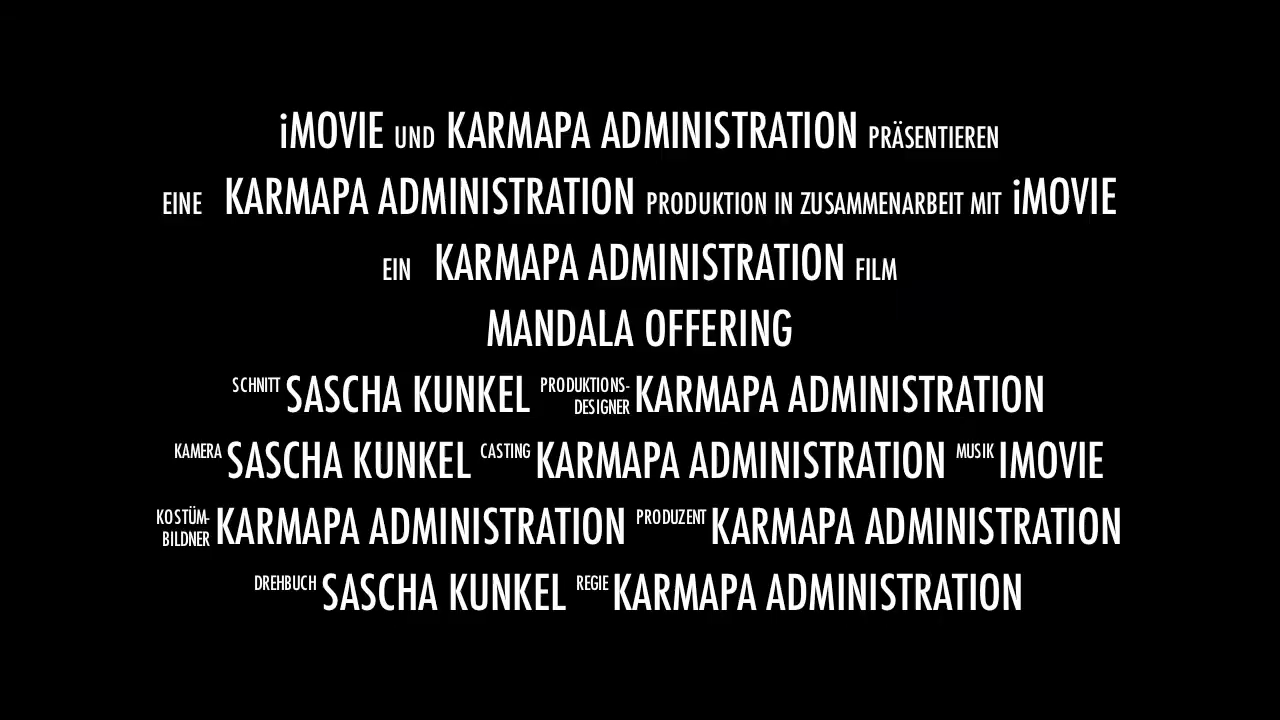 iMOVIE UND KARMAPA ADMINISTRATION PRÄSENTIEREN
EINE KARMAPA ADMINISTRATION PRODUKTION IN ZUSAMMENARBEIT MIT iMOVIE
EIN KARMAPA ADMINISTRATION FILM
MANDALA OFFERING
SCHNITT SASCHA KUNKEL PRODUKTIONS-DESIGNER KARMAPA ADMINISTRATION
KAMERA SASCHA KUNKEL CASTING KARMAPA ADMINISTRATION MUSIK IMOVIE
KOSTÜM-BILDNER KARMAPA ADMINISTRATION PRODUZENT KARMAPA ADMINISTRATION
DREHBUCH SASCHA KUNKEL REGIE KARMAPA ADMINISTRATION